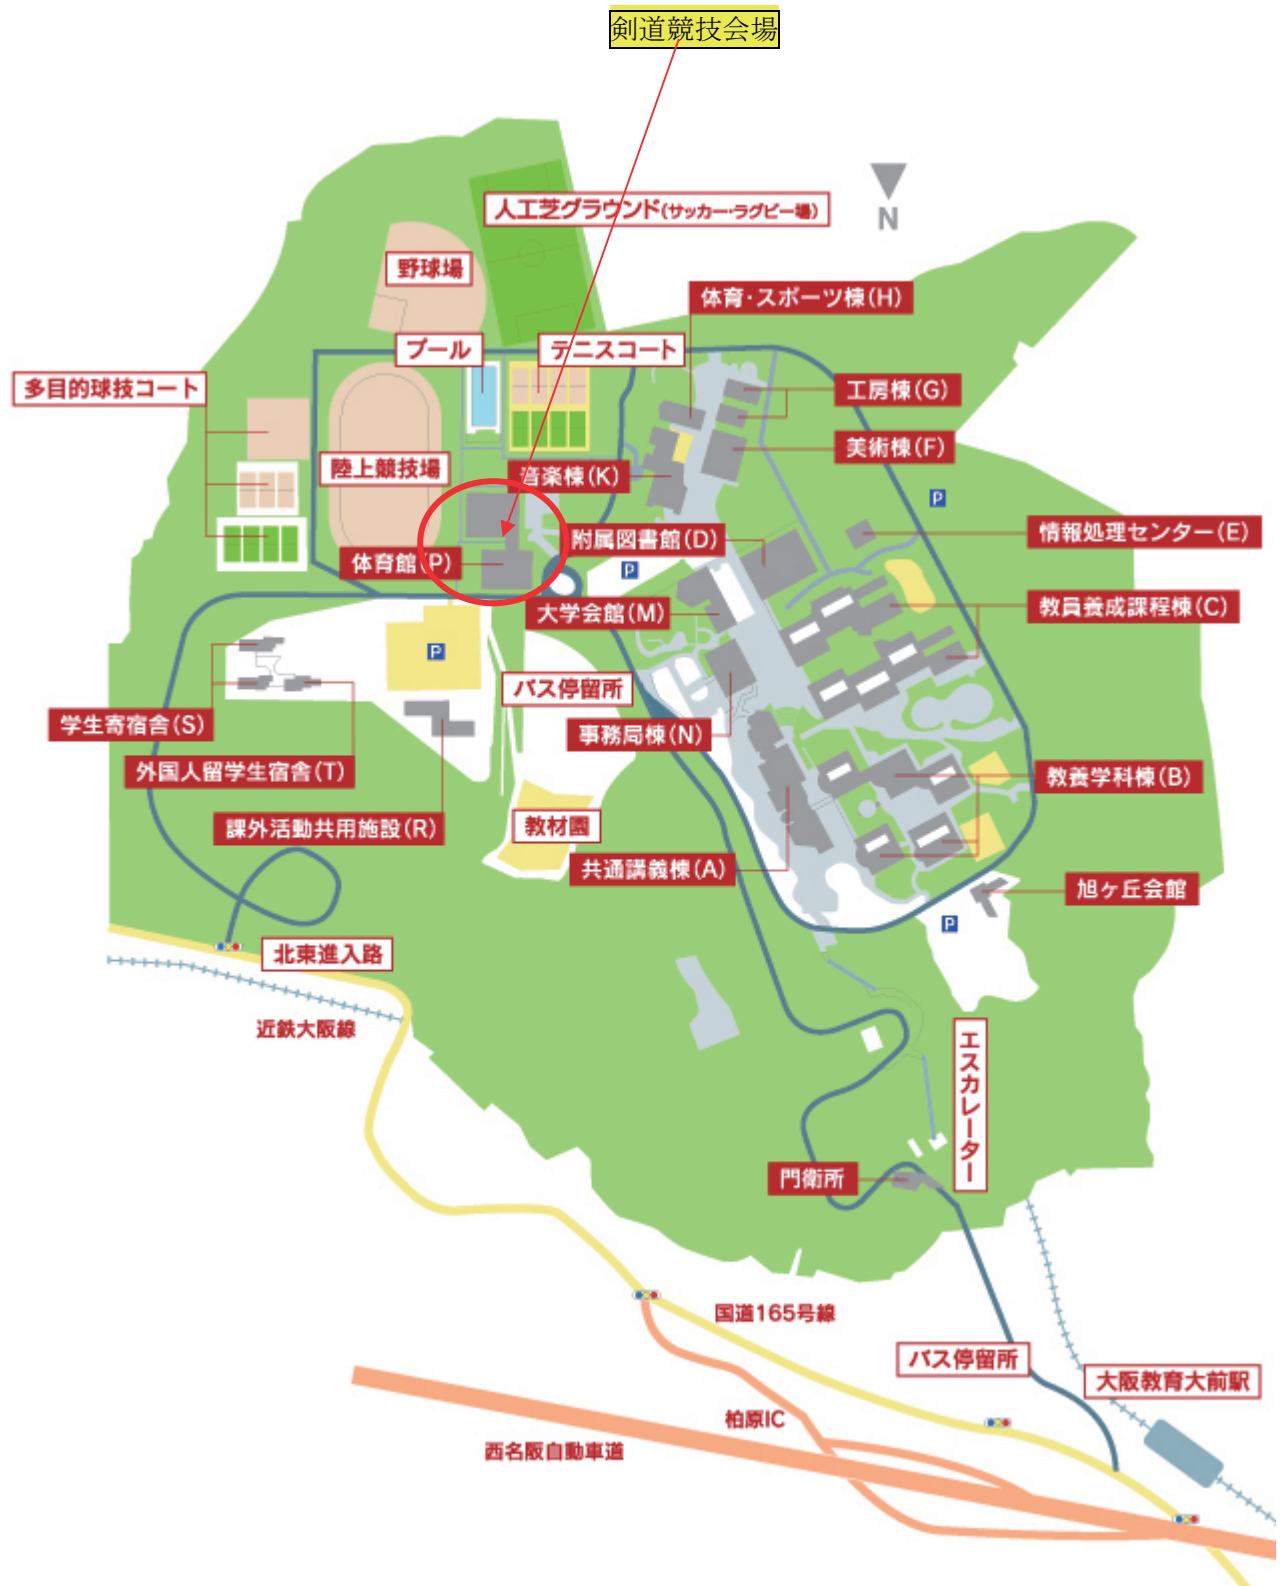 剣道競技会場
人工芝グラウンド(サッカー・ラグビー場)
N
野球場
体育・スポーツ棟(H)
プール
テニスコート
多目的球技コート
工房棟(G)
美術棟(F)
陸上競技場
音楽棟(K)
P
情報処理センター(E)
附属図書館(D)
体育館(P)
P
大学会館(M)
教員養成課程棟(C)
P
バス停留所
学生寄宿舎(S)
事務局棟(N)
外国人留学生宿舎(T)
教養学科棟(B)
課外活動共用施設(R)
教材園
共通講義棟(A)
旭ヶ丘会館
P
北東進入路
近鉄大阪線
エスカレーター
門衛所
国道165号線
バス停留所
大阪教育大前駅
柏原IC
西名阪自動車道